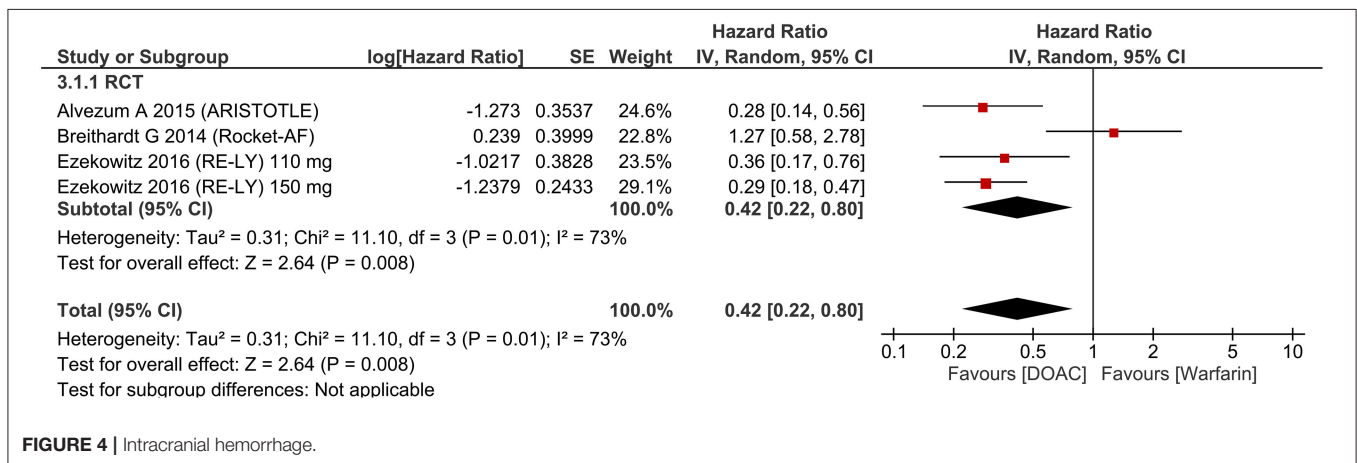 Hazard Ratio Hazard Ratio
Study or Subgroup log[Hazard Ratio] SE Weight IV, Random, 95% CI IV, Random, 95% CI
3.1.1 RCT
Alvezum A 2015 (ARISTOTLE) -1.273 0.3537 24.6% 0.28 [0.14, 0.56]
Breithardt G 2014 (Rocket-AF) 0.239 0.3999 22.8% 1.27 [0.58, 2.78]
Ezekowitz 2016 (RE-LY) 110 mg -1.0217 0.3828 23.5% 0.36 [0.17, 0.76]
Ezekowitz 2016 (RE-LY) 150 mg -1.2379 0.2433 29.1% 0.29 [0.18, 0.47]
Subtotal (95% CI) 100.0% 0.42 [0.22, 0.80]
Heterogeneity: Tau² = 0.31; Chi² = 11.10, df = 3 (P = 0.01); I² = 73%
Test for overall effect: Z = 2.64 (P = 0.008)
Total (95% CI) 100.0% 0.42 [0.22, 0.80]
Heterogeneity: Tau² = 0.31; Chi² = 11.10, df = 3 (P = 0.01); I² = 73%
Test for overall effect: Z = 2.64 (P = 0.008)
Test for subgroup differences: Not applicable
0.1 0.2 0.5 1 2 5 10
Favours [DOAC] Favours [Warfarin]
FIGURE 4 | Intracranial hemorrhage.